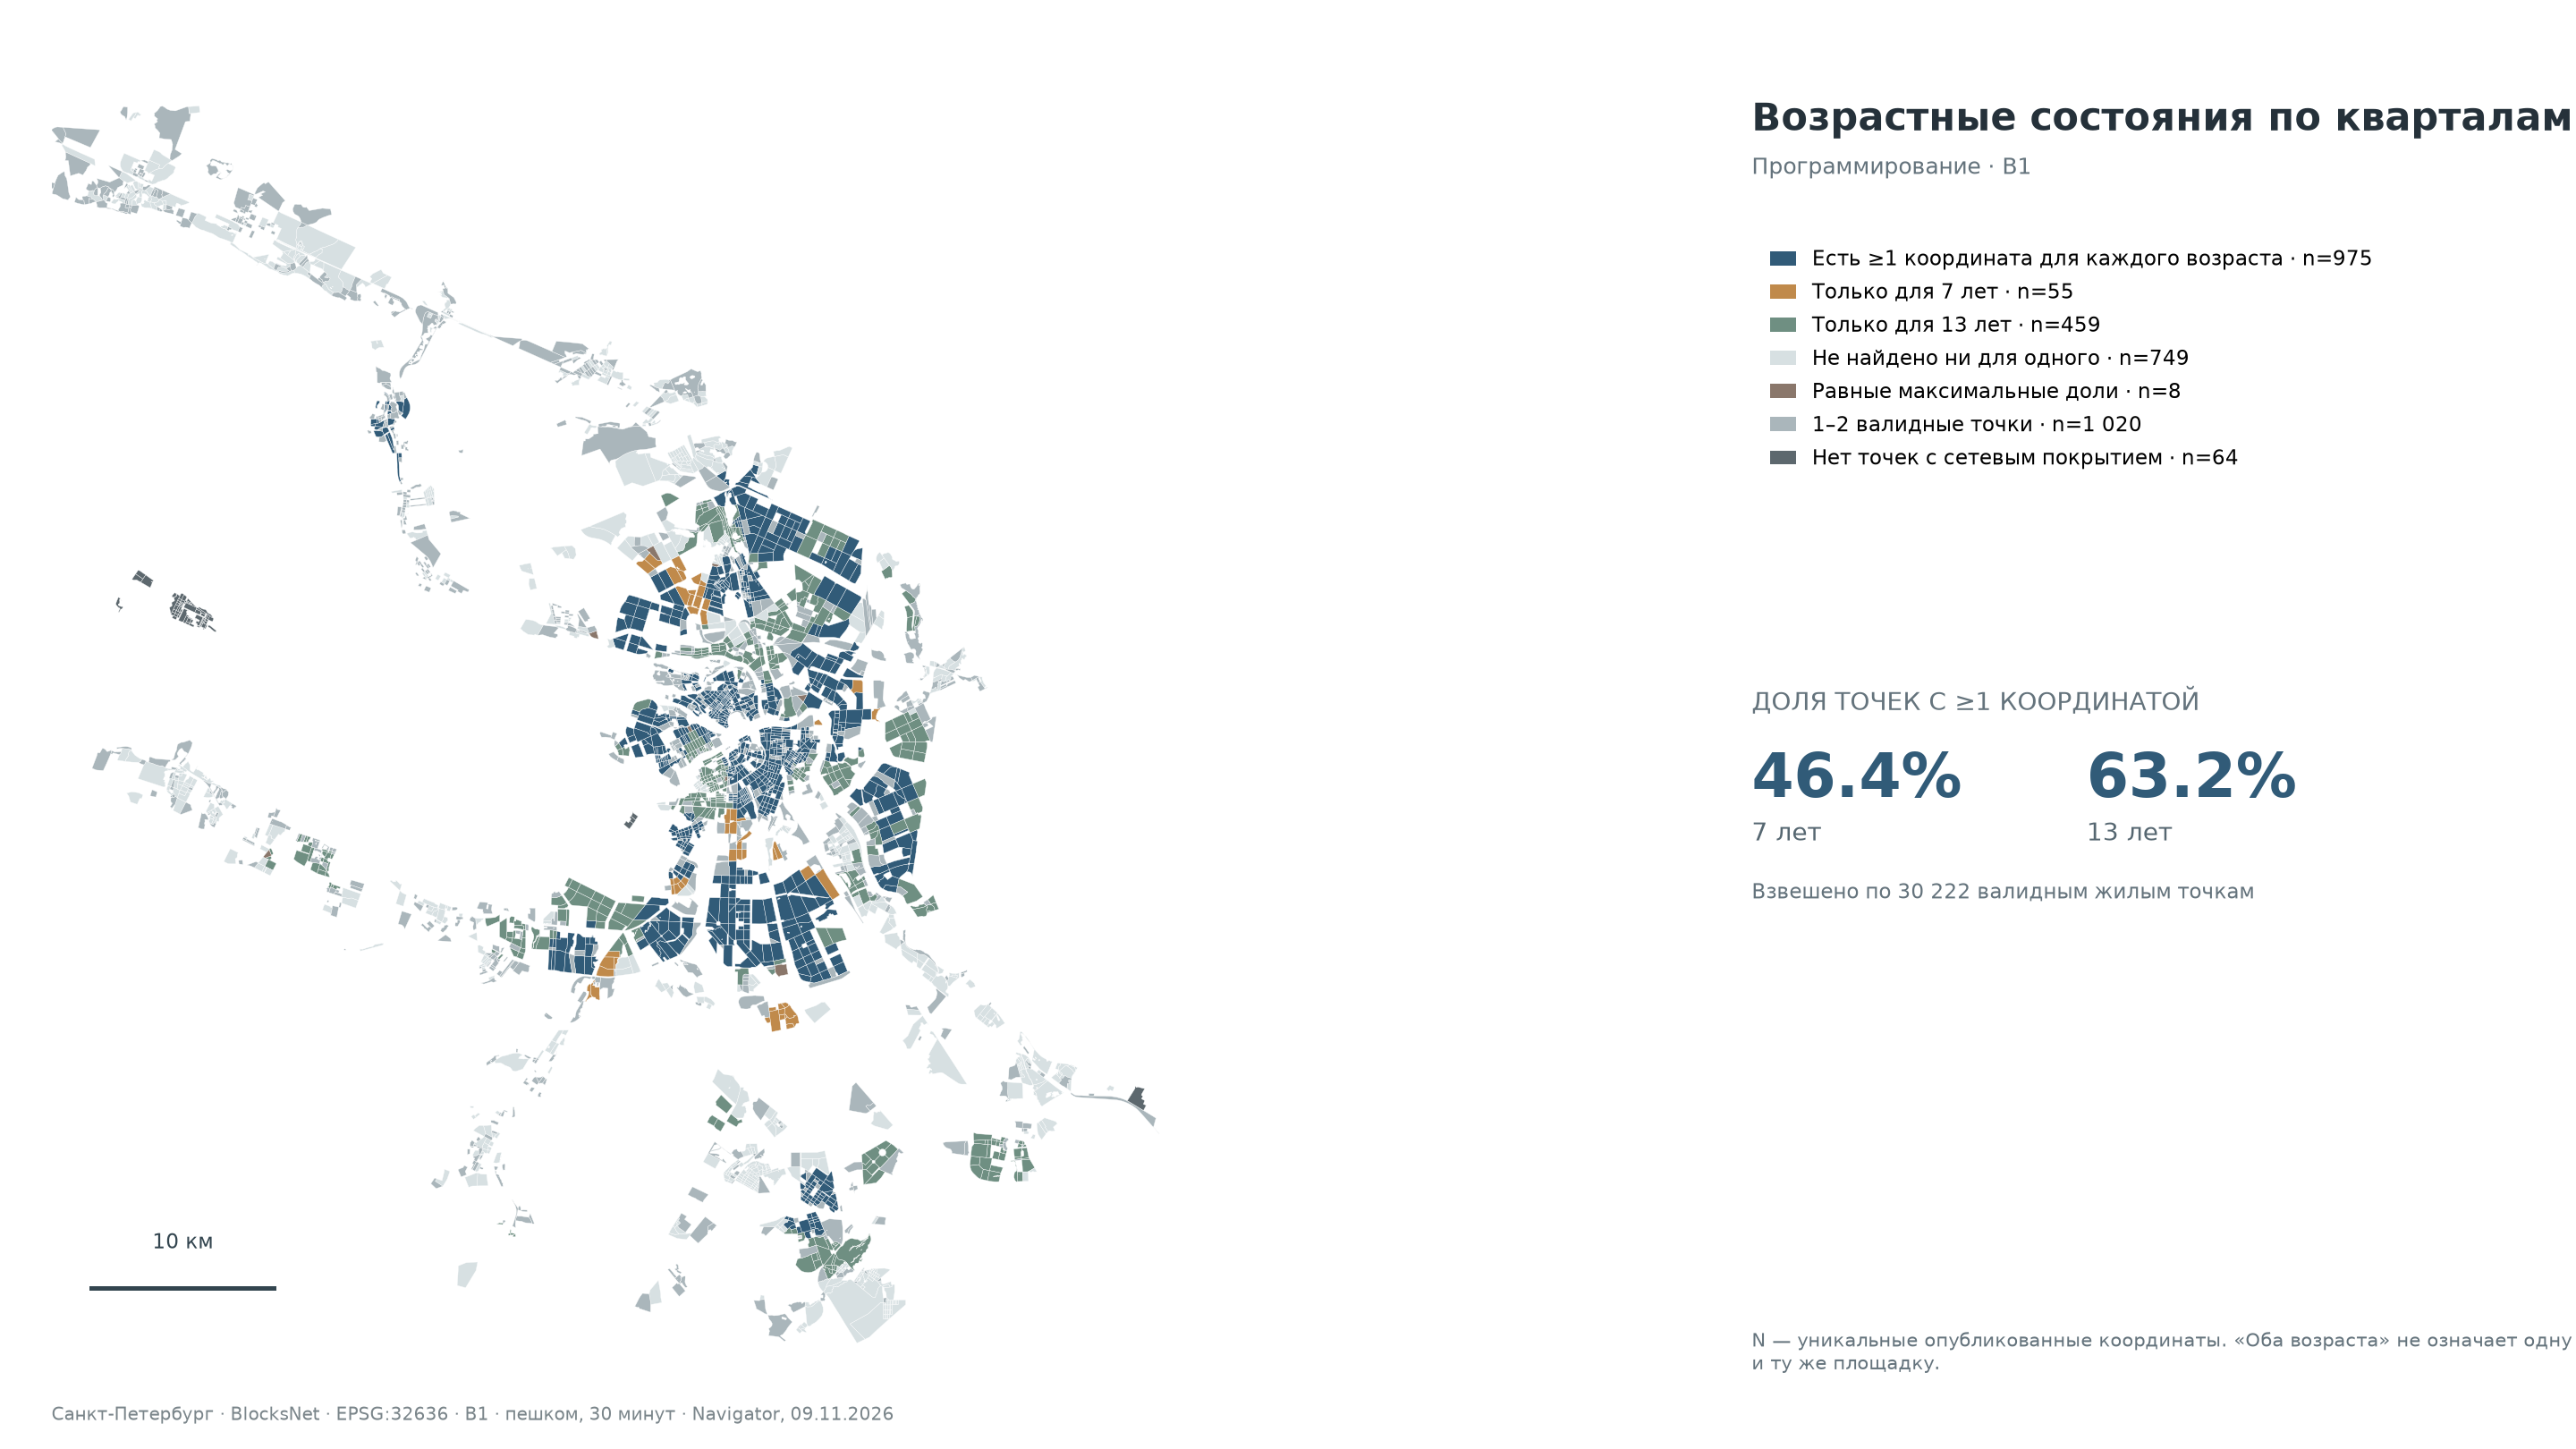 Возрастные состояния по кварталам
Программирование · B1
Есть ≥1 координата для каждого возраста · n=975
Только для 7 лет · n=55
Только для 13 лет · n=459
Не найдено ни для одного · n=749
Равные максимальные доли · n=8
1–2 валидные точки · n=1 020
Нет точек с сетевым покрытием · n=64
ДОЛЯ ТОЧЕК С ≥1 КООРДИНАТОЙ
46.4% 63.2%
7 лет 13 лет
Взвешено по 30 222 валидным жилым точкам
10 км
N — уникальные опубликованные координаты. «Оба возраста» не означает одну
и ту же площадку.
Санкт-Петербург · BlocksNet · EPSG:32636 · B1 · пешком, 30 минут · Navigator, 09.11.2026